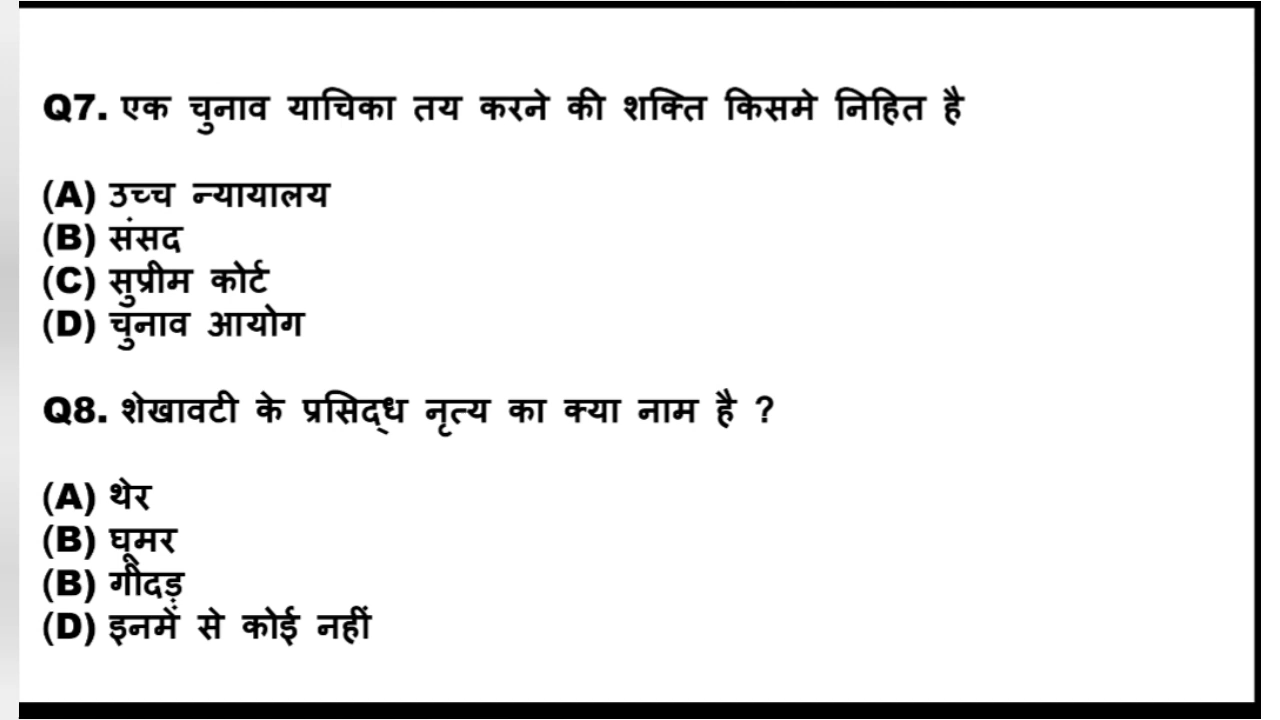 Q7. एक चुनाव याचिका तय करने की शक्ति किसमे निहित है
(A) उच्च न्यायालय
(B) संसद
(C) सुप्रीम कोर्ट
(D) चुनाव आयोग
Q8. शेखावटी के प्रसिद्ध नृत्य का क्या नाम है ?
(A) थेर
(B) घूमर
(B) गीदड़
(D) इनमें से कोई नहीं